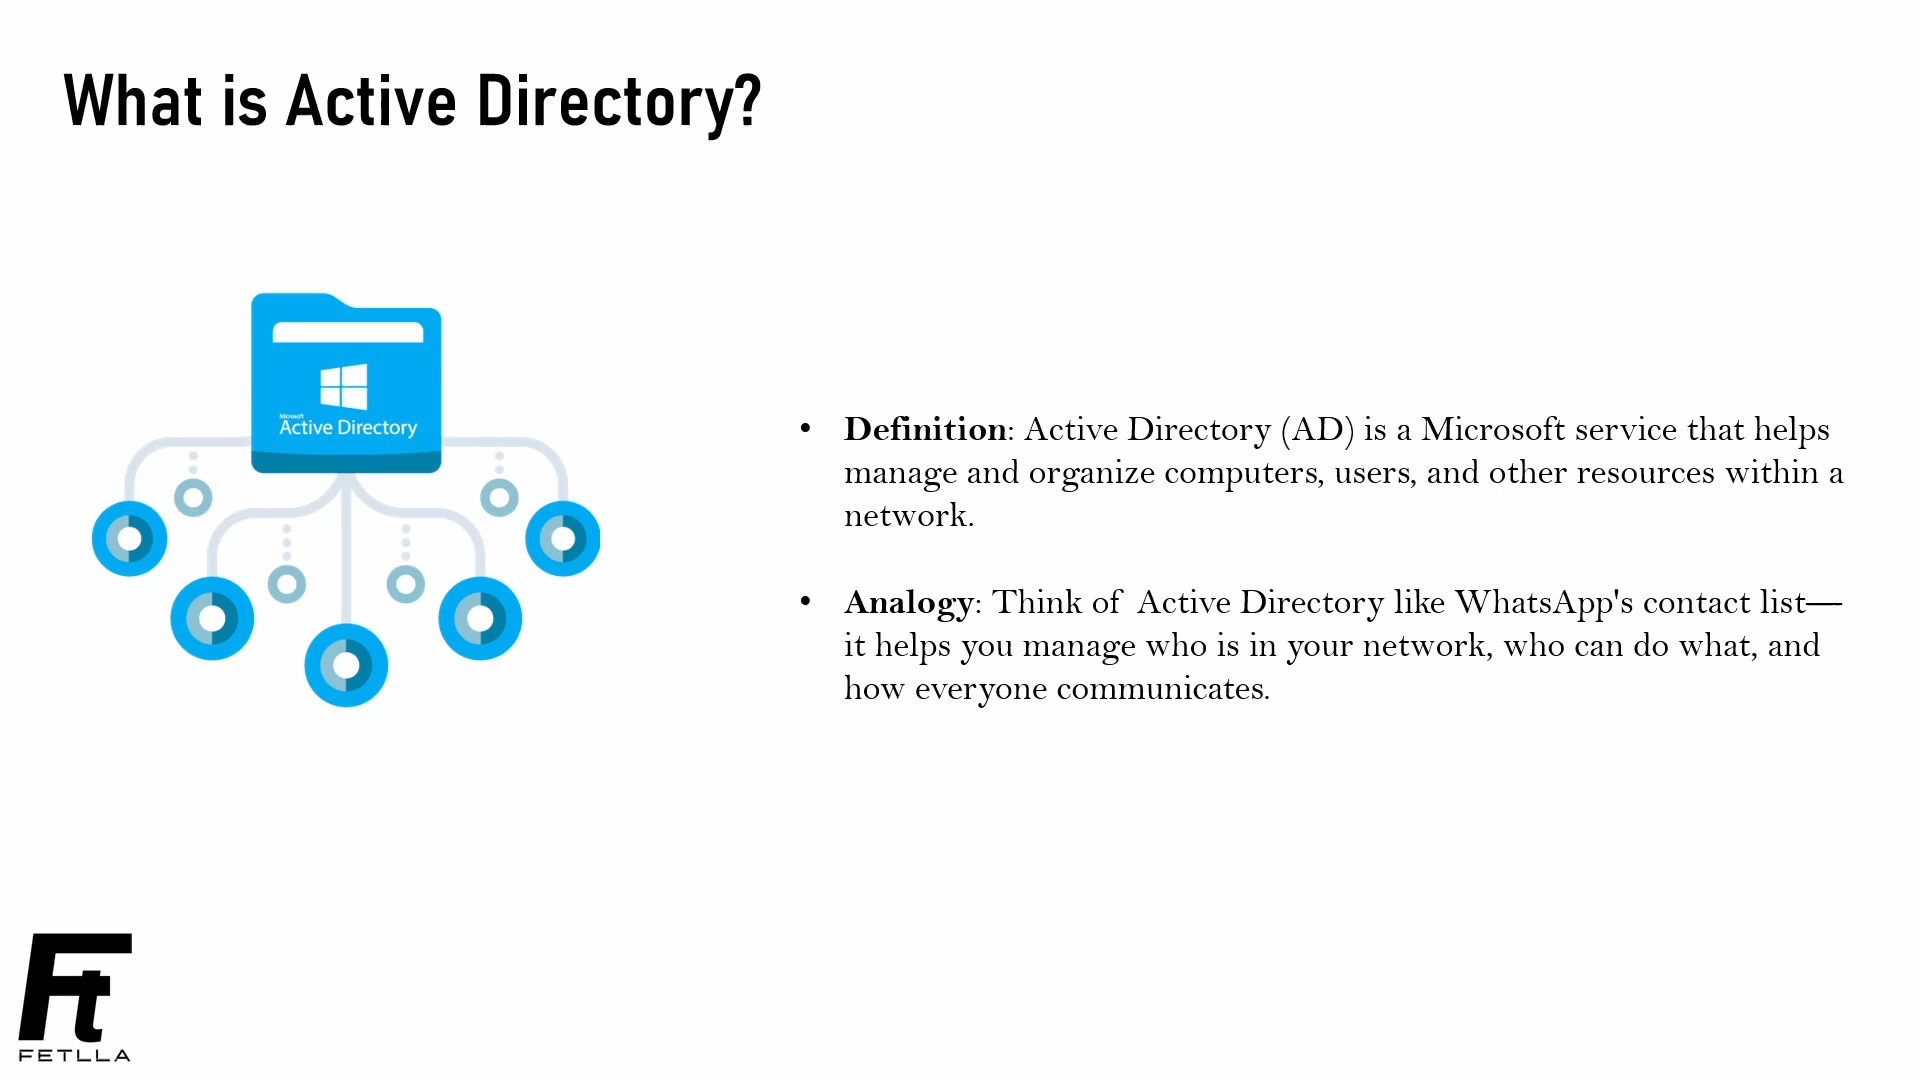 What is Active Directory?
Microsoft
Active Directory
• Definition: Active Directory (AD) is a Microsoft service that helps
manage and organize computers, users, and other resources within a
network.
• Analogy: Think of Active Directory like WhatsApp's contact list—
it helps you manage who is in your network, who can do what, and
how everyone communicates.
Ft
FETLLA